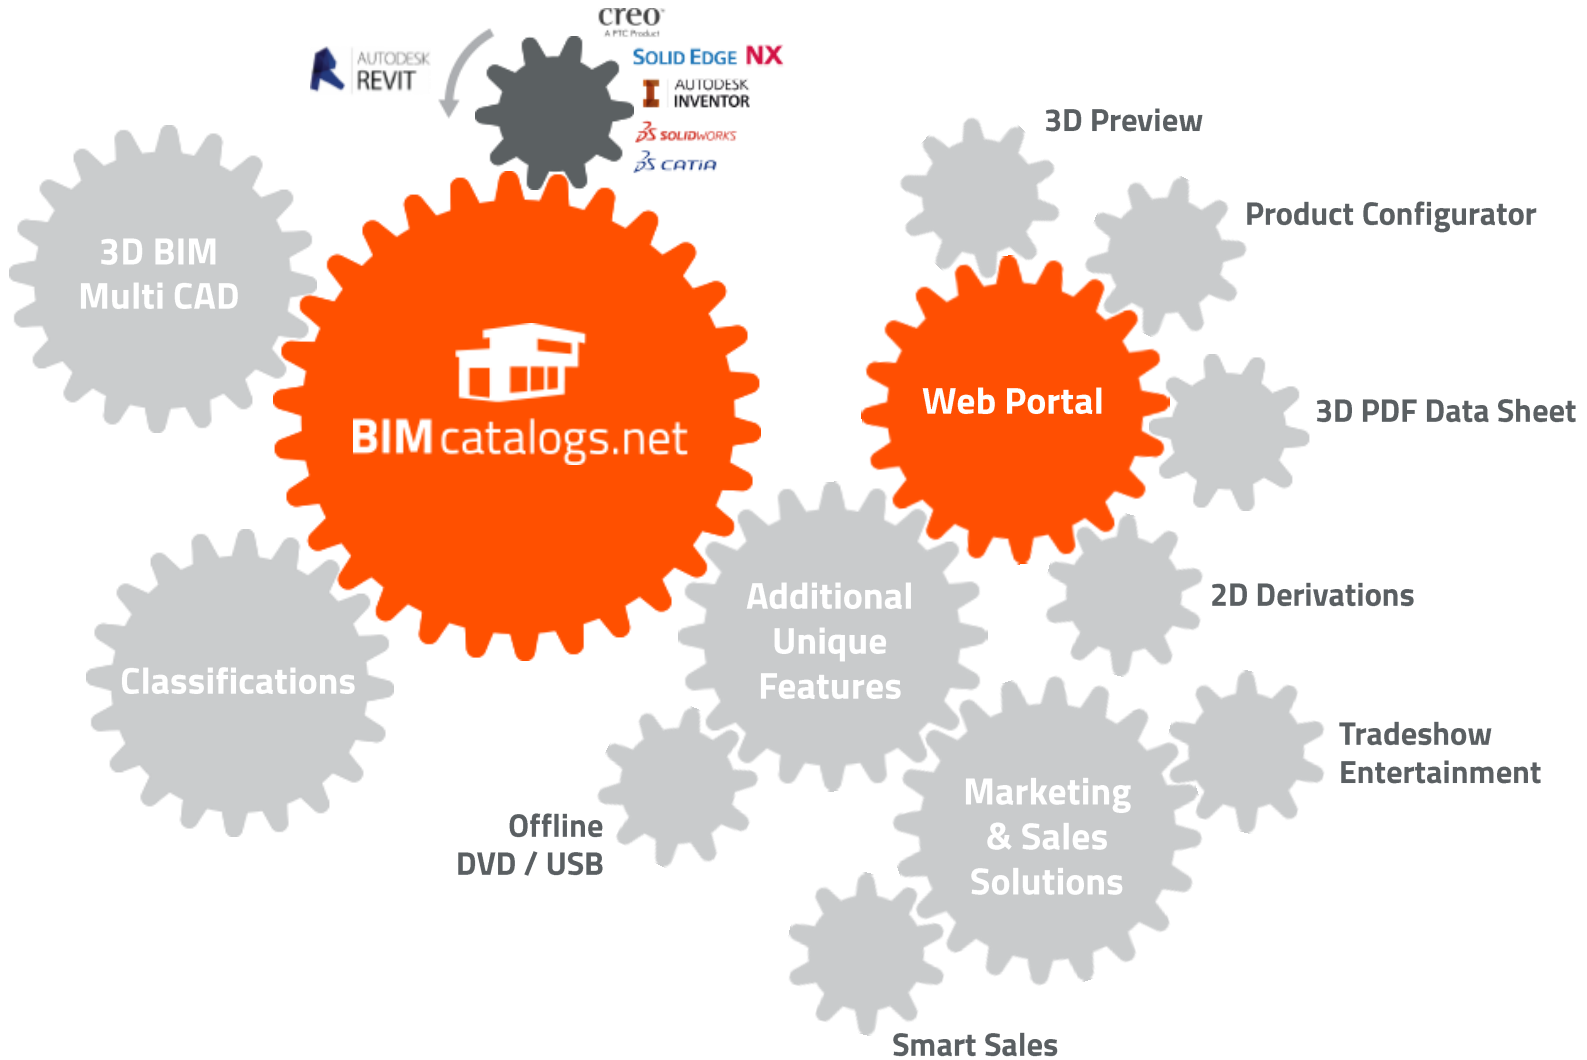 creo
A PTC Product
AUTODESK
REVIT
SOLID EDGE NX
AUTODESK
INVENTOR
SOLIDWORKS
CATIA
3D BIM
Multi CAD
BIMcatalogs.net
Classifications
3D Preview
Product Configurator
Web Portal
3D PDF Data Sheet
2D Derivations
Additional
Unique
Features
Offline
DVD / USB
Marketing
& Sales
Solutions
Tradeshow
Entertainment
Smart Sales